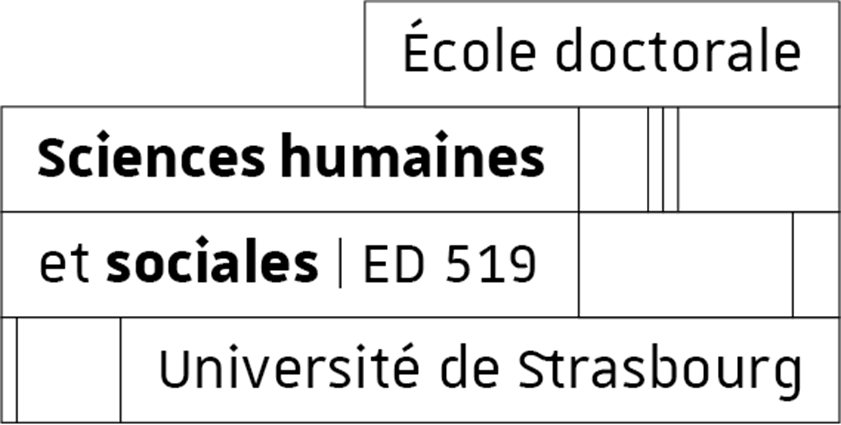 École doctorale
Sciences humaines
et sociales | ED 519
Université de Strasbourg